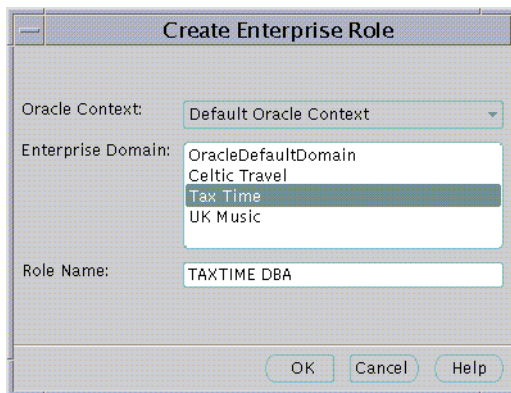 Create Enterprise Role
Oracle Context: Default Oracle Context
Enterprise Domain: OracleDefaultDomain
Celtic Travel
Tax Time
UK Music
Role Name: TAXTIME DBA
OK Cancel Help